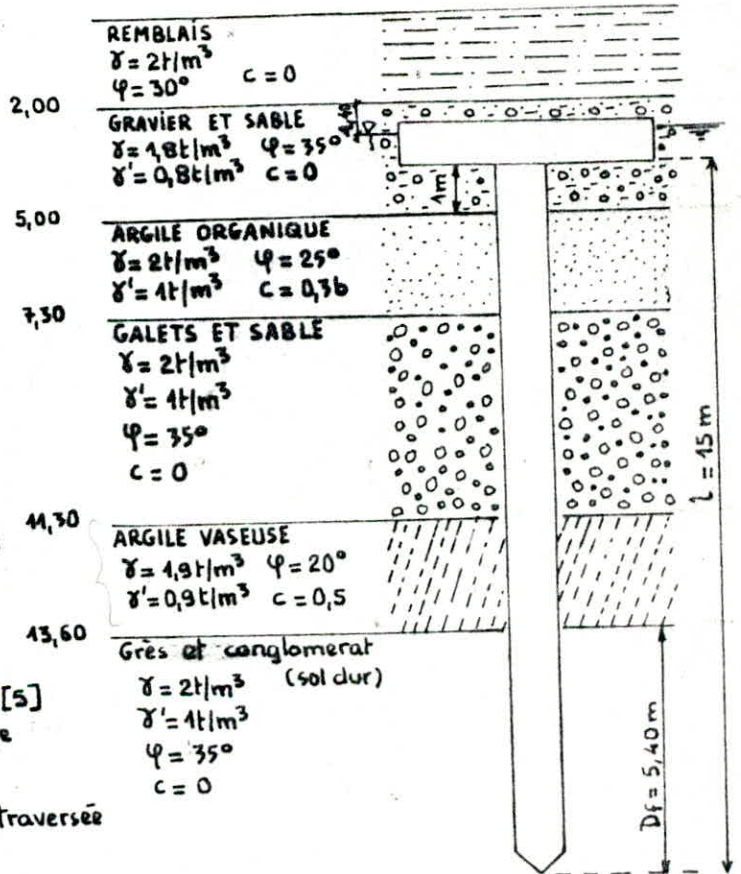 REMBLAIS
γ = 2t/m³
φ = 30° c = 0
2,00
GRAVIER ET SABLE
γ = 1,8t/m³ φ = 35°
γ' = 0,8t/m³ c = 0
1m
5,00
ARGILE ORGANIQUE
γ = 2t/m³ φ = 25°
γ' = 1t/m³ c = 0,3b
7,30
GALETS ET SABLE
γ = 2t/m³
γ' = 1t/m³
φ = 35°
c = 0
l = 15 m
11,30
ARGILE VASEUSE
γ = 1,9t/m³ φ = 20°
γ' = 0,9t/m³ c = 0,5
13,60
Grès et conglomerat
(sol dur)
γ = 2t/m³
γ' = 1t/m³
φ = 35°
c = 0
Df = 5,40m
[5]
traversée